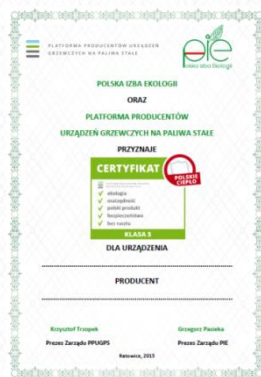 PLATFORMA PRODUCENTÓW URZĄDZEŃ
GRZEWCZYCH NA PALIWA STAŁE
pie
Polska Izba Ekologii
POLSKA IZBA EKOLOGII
ORAZ
PLATFORMA PRODUCENTÓW
URZĄDZEŃ GRZEWCZYCH NA PALIWA STAŁE
PRZYZNAJE
CERTYFIKAT
POLSKIE
CIEPŁO
ekologia
oszczędność
polski produkt
bezpieczeństwo
bez rusztu
KLASA 5
DLA URZĄDZENIA
PRODUCENT
Krzysztof Trzopek
Grzegorz Pasieka
Prezes Zarządu PPUGPS
Prezes Zarządu PIE
Katowice, 2015